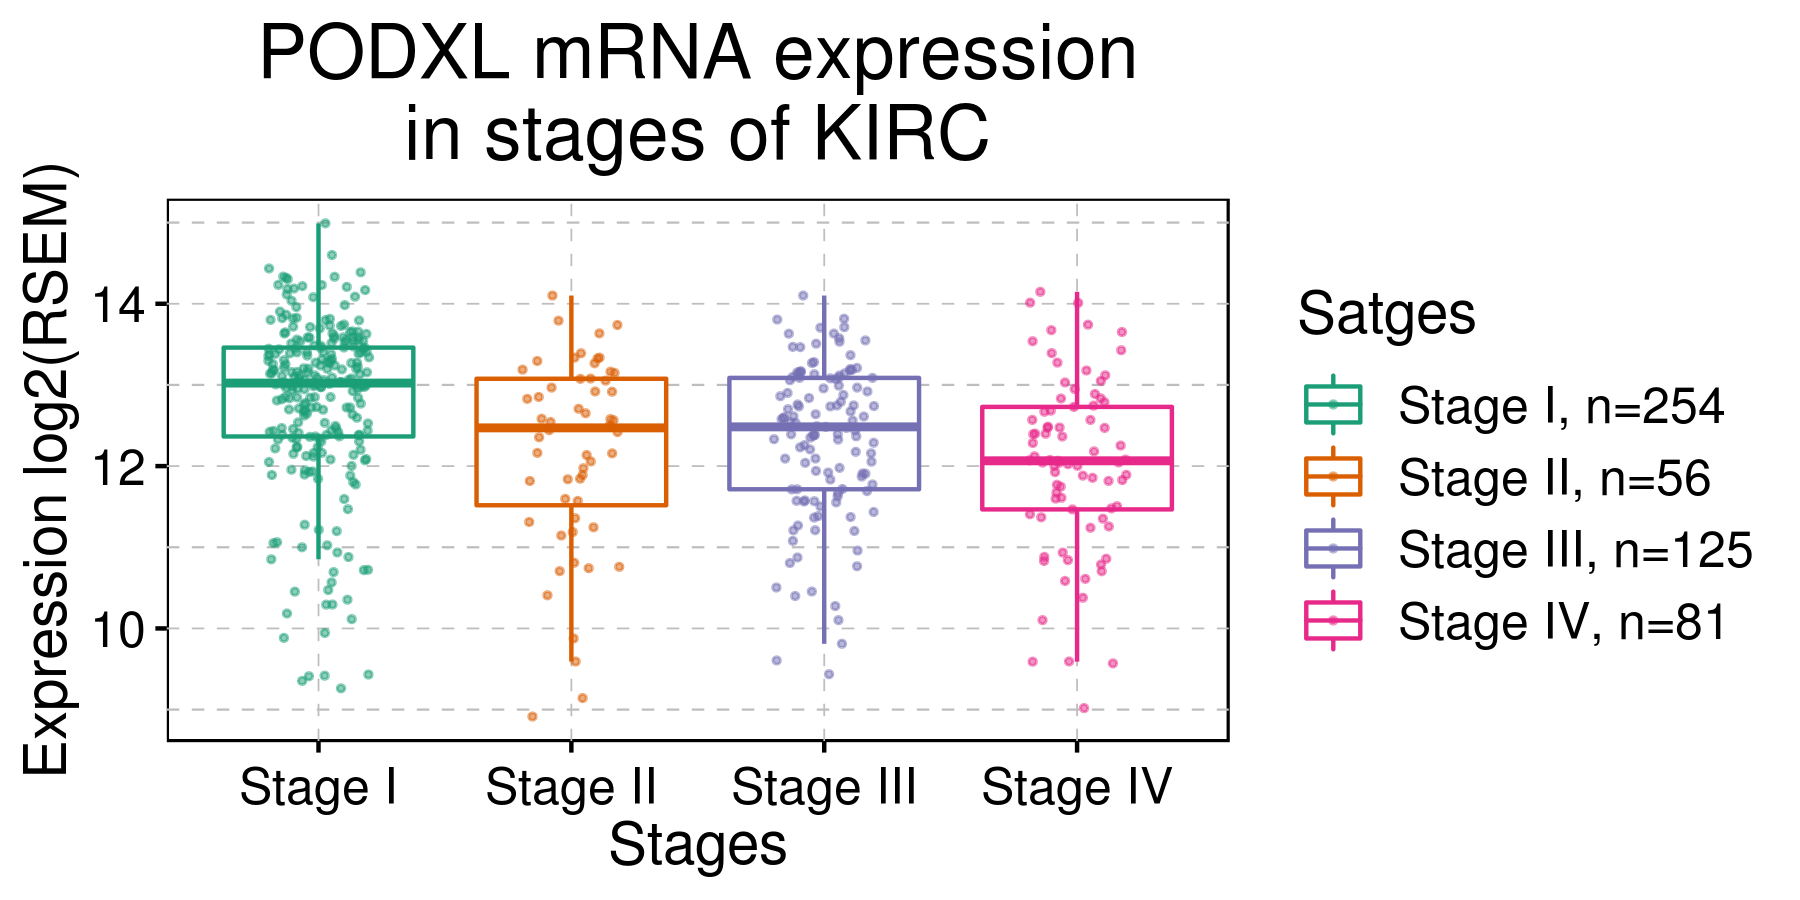 PODXL mRNA expression
in stages of KIRC
Expression log2(RSEM)
14
12
10
Stage I
Stage II
Stage III
Stage IV
Stages
Satges
Stage I, n=254
Stage II, n=56
Stage III, n=125
Stage IV, n=81